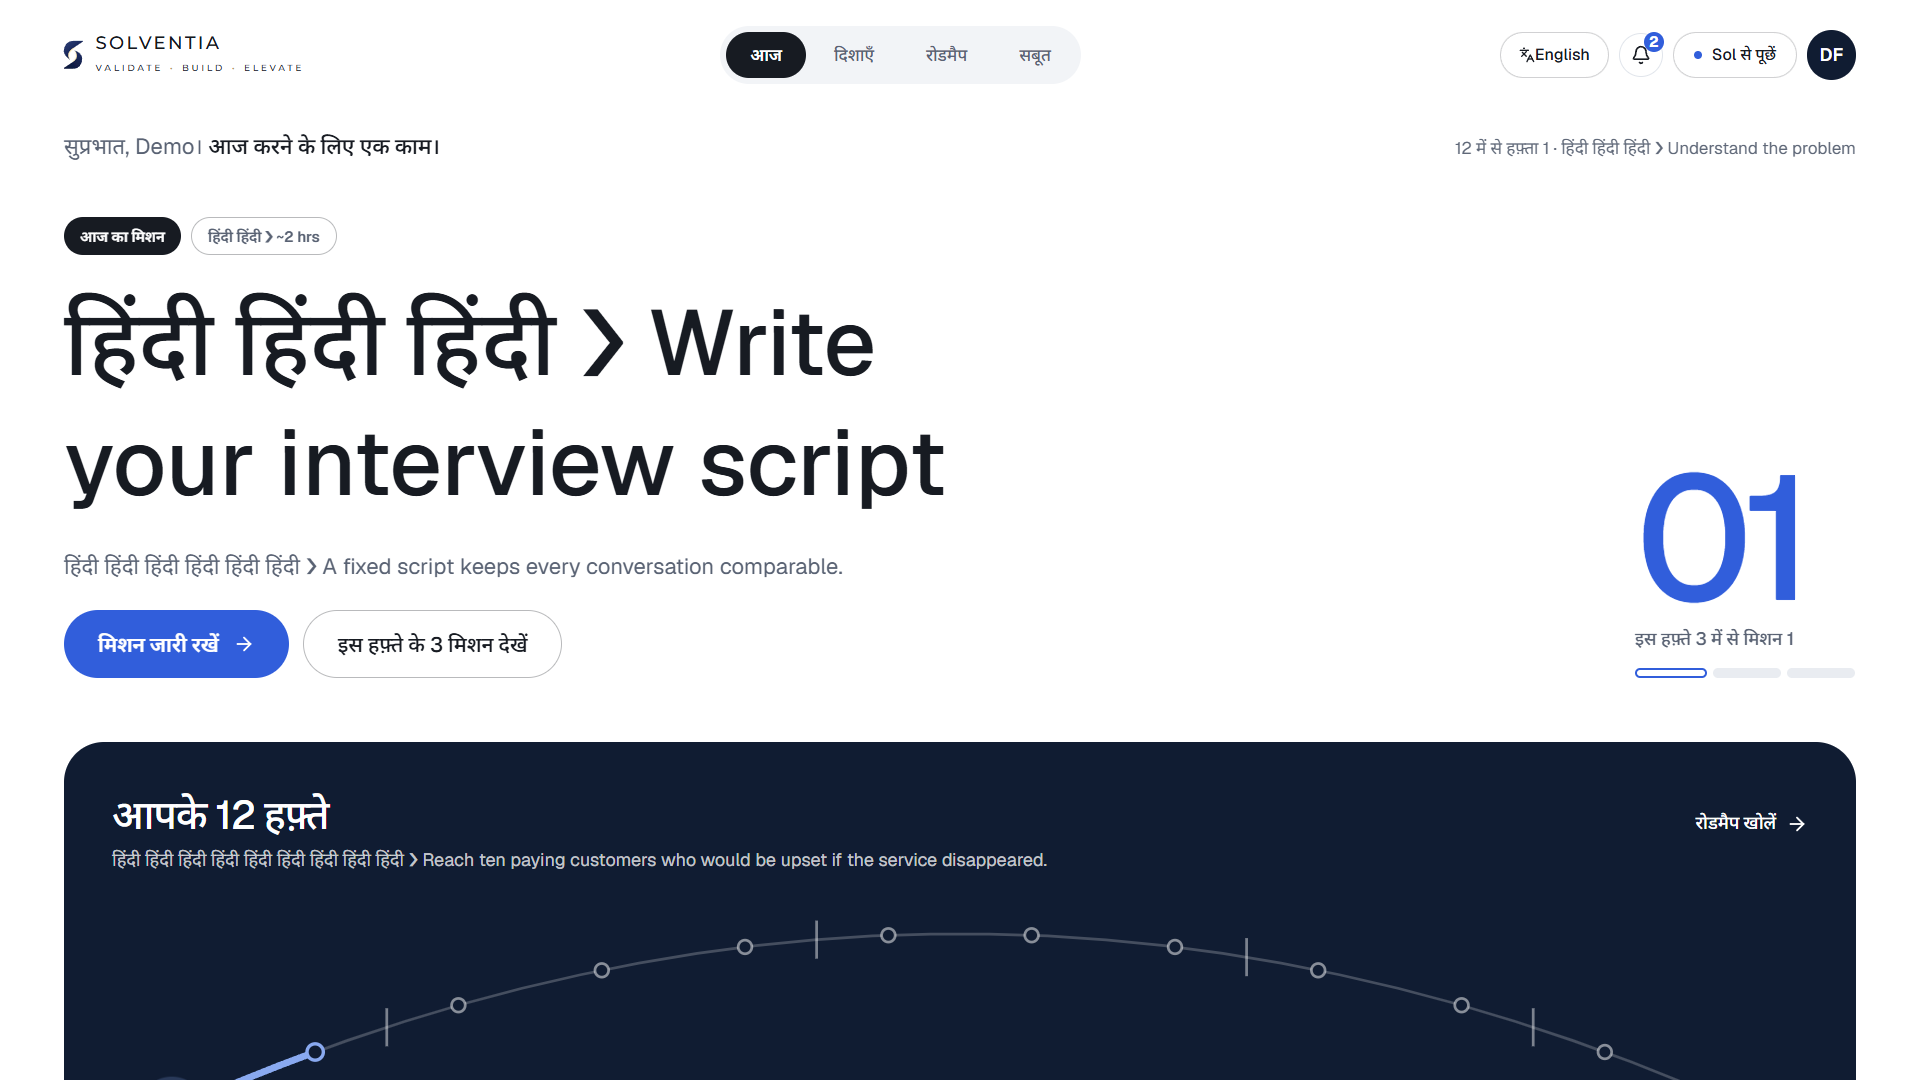 SOLVENTIA
VALIDATE · BUILD · ELEVATE
आज
दिशाएँ
रोडमैप
सबूत
English
2
Sol से पूछें
DF
सुप्रभात, Demo। आज करने के लिए एक काम।
12 में से हफ़्ता 1 · हिंदी हिंदी हिंदी ❯ Understand the problem
आज का मिशन
हिंदी हिंदी ❯ ~2 hrs
हिंदी हिंदी हिंदी ❯ Write
your interview script
हिंदी हिंदी हिंदी हिंदी हिंदी हिंदी ❯ A fixed script keeps every conversation comparable.
मिशन जारी रखें →
इस हफ़्ते के 3 मिशन देखें
01
इस हफ़्ते 3 में से मिशन 1
आपके 12 हफ़्ते
रोडमैप खोलें →
हिंदी हिंदी हिंदी हिंदी हिंदी हिंदी हिंदी हिंदी हिंदी ❯ Reach ten paying customers who would be upset if the service disappeared.